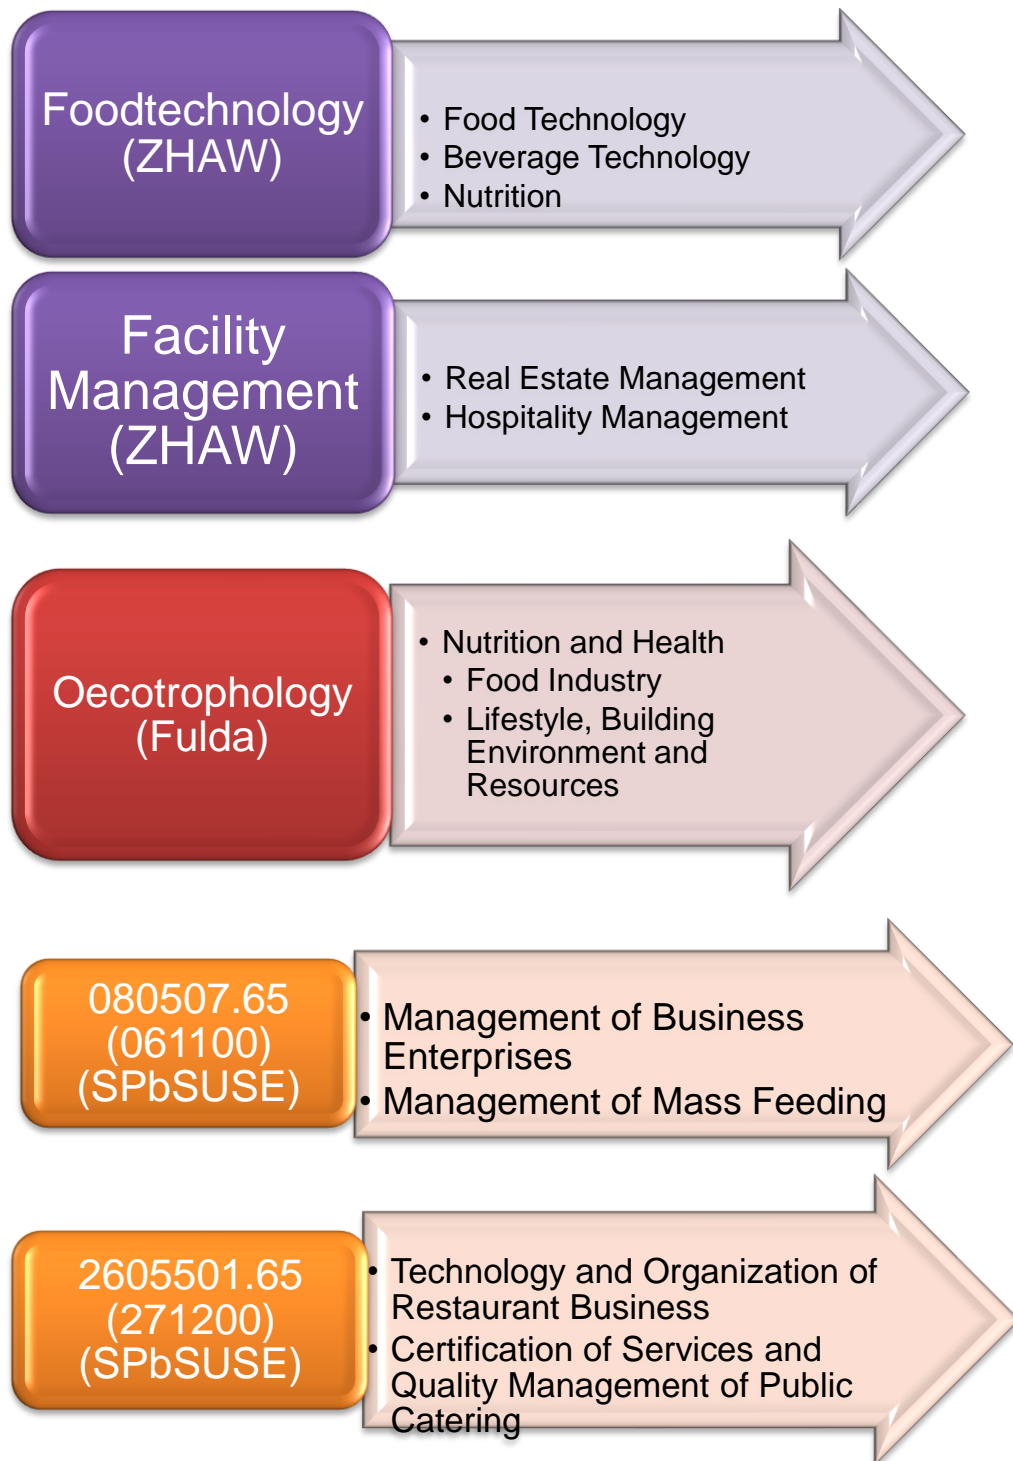 Foodtechnology
(ZHAW)
• Food Technology
• Beverage Technology
• Nutrition
Facility
Management
(ZHAW)
• Real Estate Management
• Hospitality Management
Oecotrophology
(Fulda)
• Nutrition and Health
• Food Industry
• Lifestyle, Building
Environment and
Resources
080507.65
(061100)
(SPbSUSE)
• Management of Business
Enterprises
• Management of Mass Feeding
2605501.65
(271200)
(SPbSUSE)
• Technology and Organization of
Restaurant Business
• Certification of Services and
Quality Management of Public
Catering